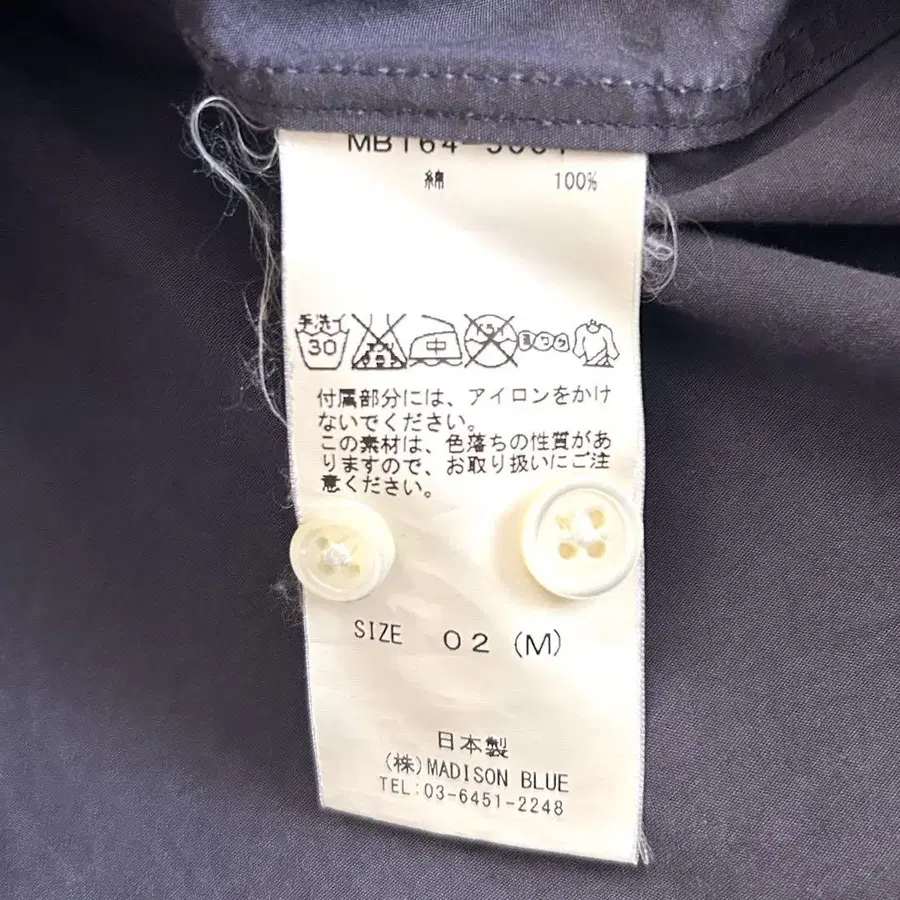 綿 100%
手洗イ
30
中
付属部分には、アイロンをかけ
ないでください。
この素材は、色落ちの性質があ
りますので、お取り扱いにご注
意ください。
SIZE 02 (M)
日本製
(株)MADISON BLUE
TEL:03-6451-2248